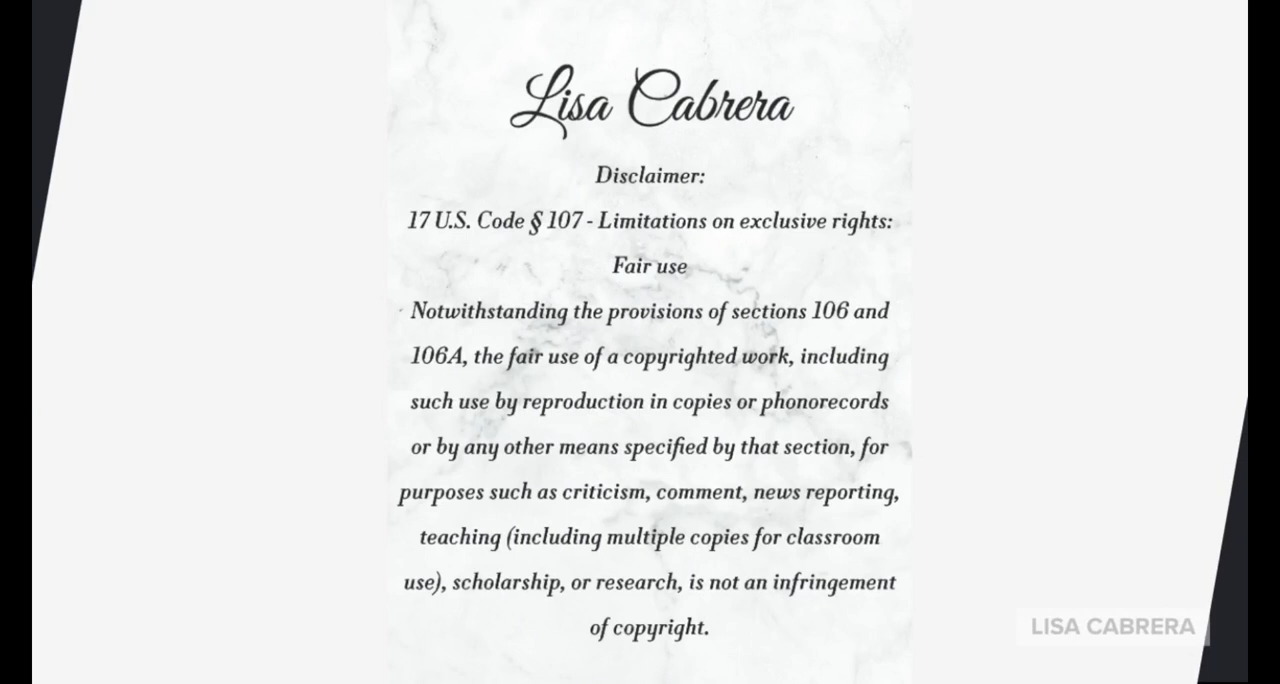 Lisa Cabrera
Disclaimer:
17 U.S. Code § 107 - Limitations on exclusive rights:
Fair use
Notwithstanding the provisions of sections 106 and
106A, the fair use of a copyrighted work, including
such use by reproduction in copies or phonorecords
or by any other means specified by that section, for
purposes such as criticism, comment, news reporting,
teaching (including multiple copies for classroom
use), scholarship, or research, is not an infringement
of copyright.
LISA CABRERA